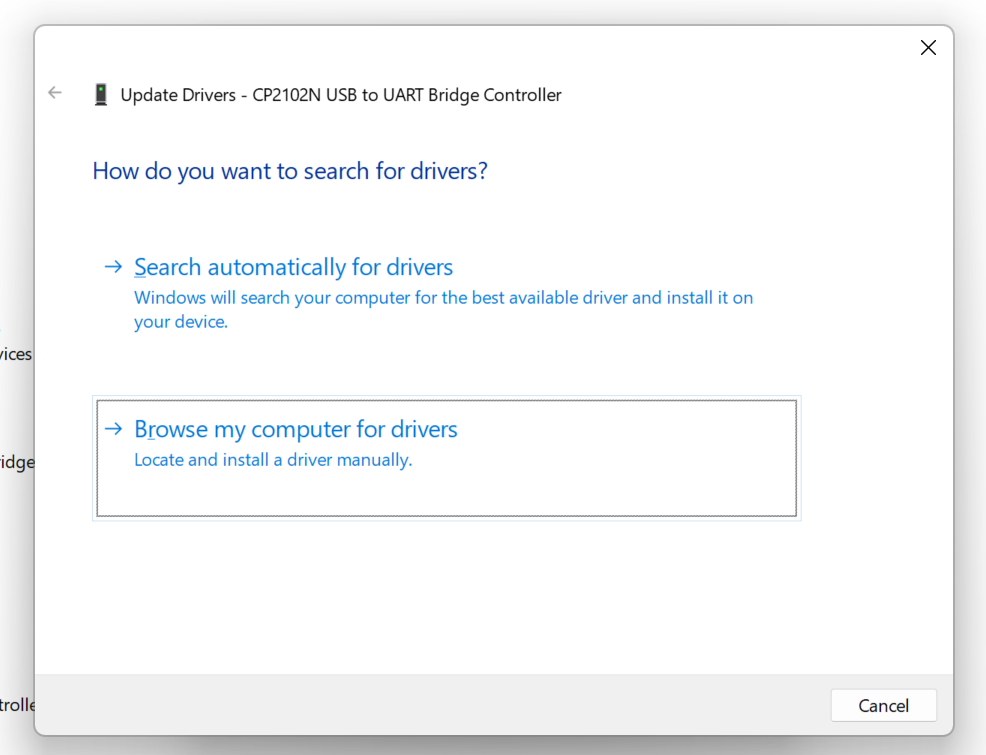 Update Drivers - CP2102N USB to UART Bridge Controller
How do you want to search for drivers?
Search automatically for drivers
Windows will search your computer for the best available driver and install it on
your device.
vices
Browse my computer for drivers
Locate and install a driver manually.
idge
trolle
Cancel